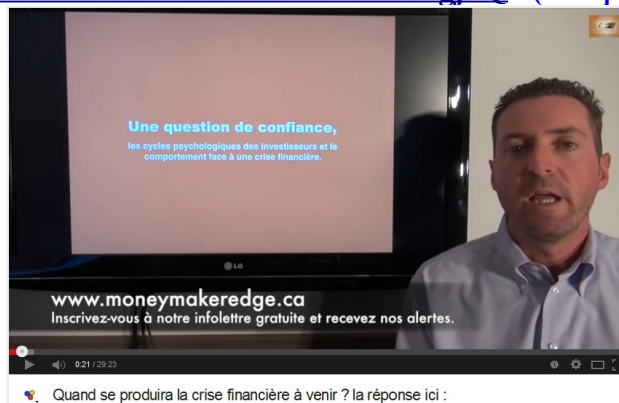 Une question de confiance,
les cycles psychologiques des investisseurs et le
comportement face à une crise financière.
LG
www.moneymakeredge.ca
Inscrivez-vous à notre infolettre gratuite et recevez nos alertes.
0:21 / 29:23
Quand se produira la crise financière à venir ? la réponse ici :